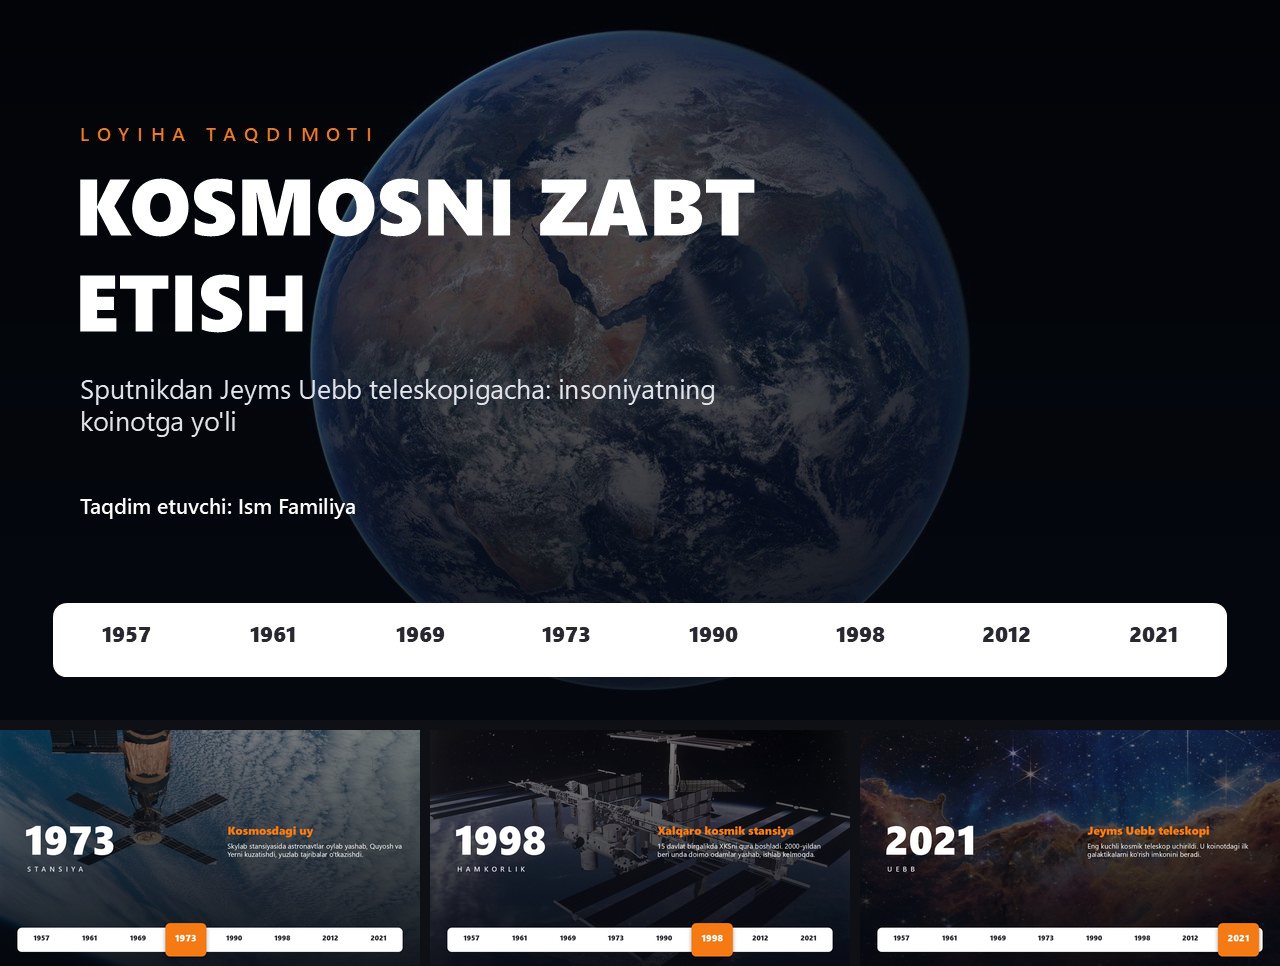 LOYIHA TAQDIMOTI
KOSMOSNI ZABT
ETISH
Sputnikdan Jeyms Uebb teleskopigacha: insoniyatning
koinotga yo'li
Taqdim etuvchi: Ism Familiya
1957 1961 1969 1973 1990 1998 2012 2021
1973
STANSIYA
Kosmosdagi uy
Skylab stansiyasida astronavtlar oylab yashab, Quyosh va
Yerni kuzatishdi, yuzlab tajribalar o'tkazishdi.
1957 1961 1969 1973 1990 1998 2012 2021
1998
HAMKORLIK
Xalqaro kosmik stansiya
15 davlat birgalikda XKSni qura boshladi. 2000-yildan
beri unda doimo odamlar yashab, ishlab kelmoqda.
1957 1961 1969 1973 1990 1998 2012 2021
2021
UEBB
Jeyms Uebb teleskopi
Eng kuchli kosmik teleskop uchirildi. U koinotdagi ilk
galaktikalarni ko'rish imkonini beradi.
1957 1961 1969 1973 1990 1998 2012 2021